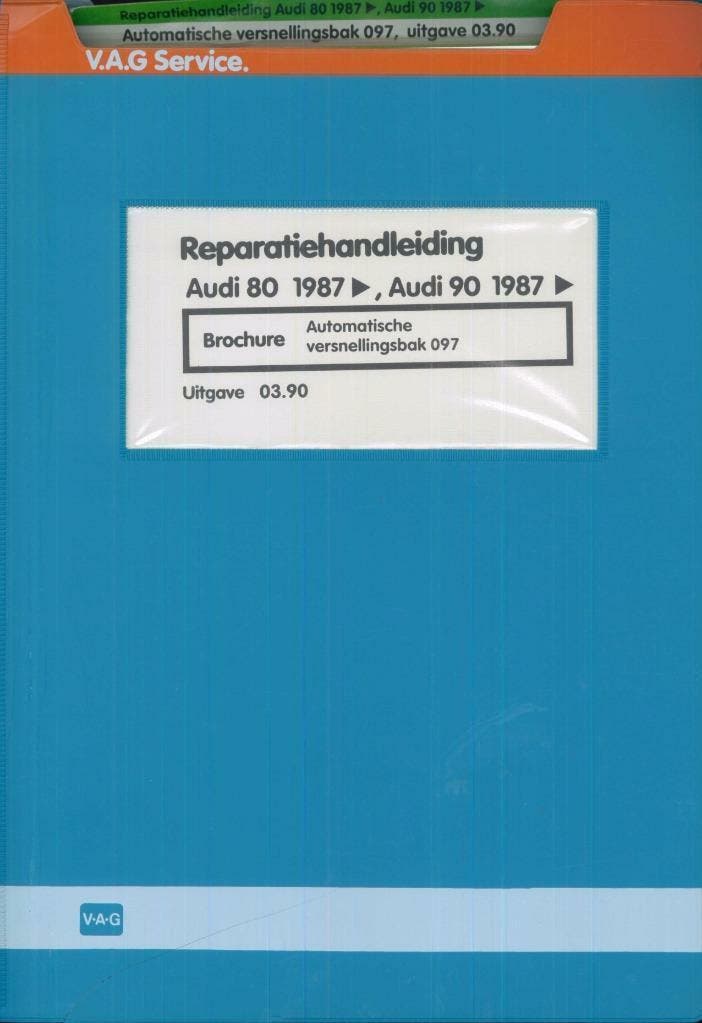 Reparatiehandleiding Audi 80 1987 ►, Audi 90 1987 ►
Automatische versnellingsbak 097, uitgave 03.90
V.A.G Service.
Reparatiehandleiding
Audi 80 1987 ►, Audi 90 1987 ►
Brochure
Automatische
versnellingsbak 097
Uitgave 03.90
V·A·G